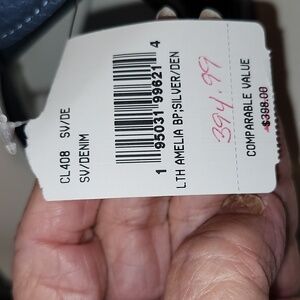 CL408 SV/DE
SV/DENIM
1 95031 99621 4
LTH AMELIA BP;SILVER/DEN
394.99
COMPARABLE VALUE
$398.00